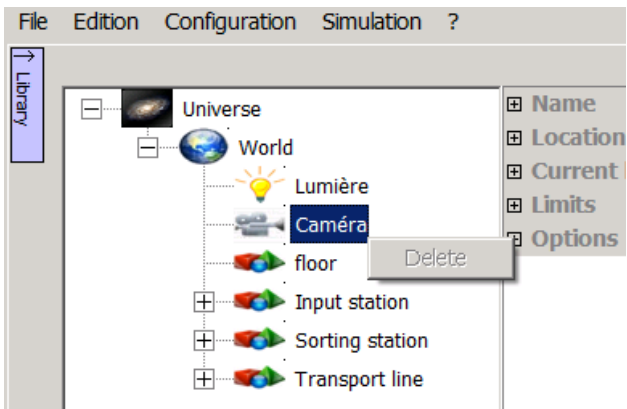 File Edition Configuration Simulation ?
↑ Library
Universe
World
Lumière
Caméra
floor
Input station
Sorting station
Transport line
Delete
Name
Location
Current
Limits
Options